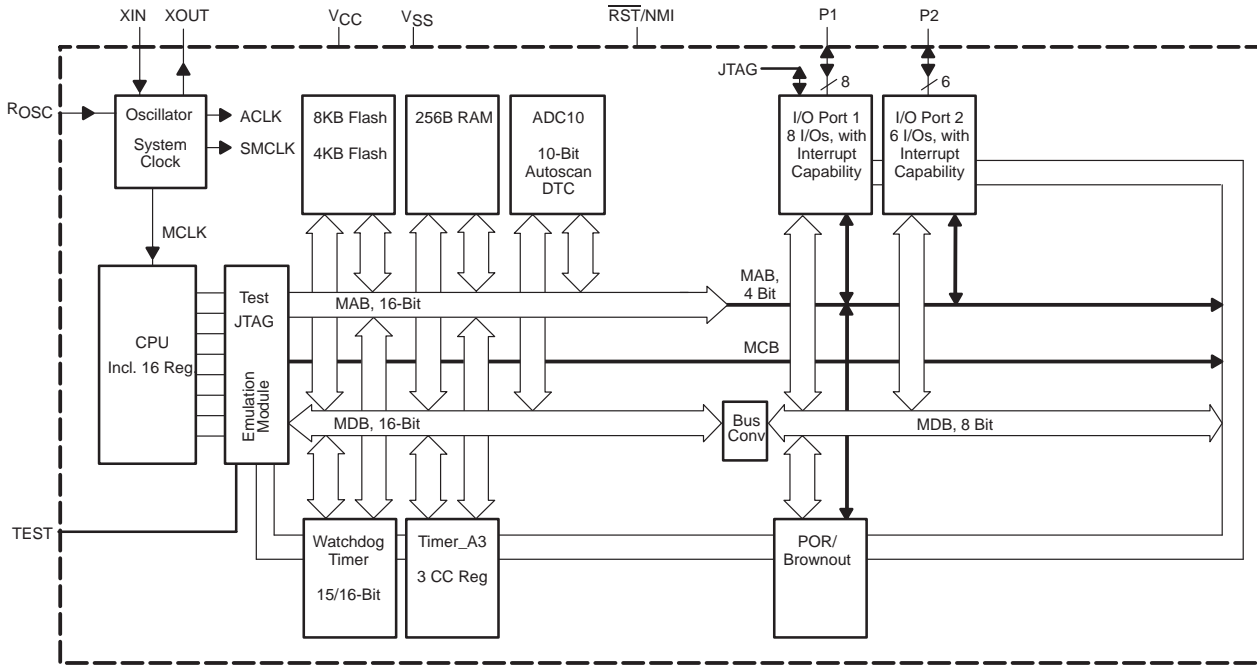 XIN XOUT VCC VSS RST/NMI P1 P2
JTAG
8
6
ROSC
Oscillator
System
Clock
ACLK
SMCLK
8KB Flash
4KB Flash
256B RAM
ADC10
10-Bit
Autoscan
DTC
I/O Port 1
8 I/Os, with
Interrupt
Capability
I/O Port 2
6 I/Os, with
Interrupt
Capability
MCLK
CPU
Incl. 16 Reg.
Test
JTAG
Emulation
Module
MAB, 16-Bit
MAB,
4 Bit
MCB
MDB, 16-Bit
Bus
Conv
MDB, 8 Bit
TEST
Watchdog
Timer
15/16-Bit
Timer_A3
3 CC Reg
POR/
Brownout